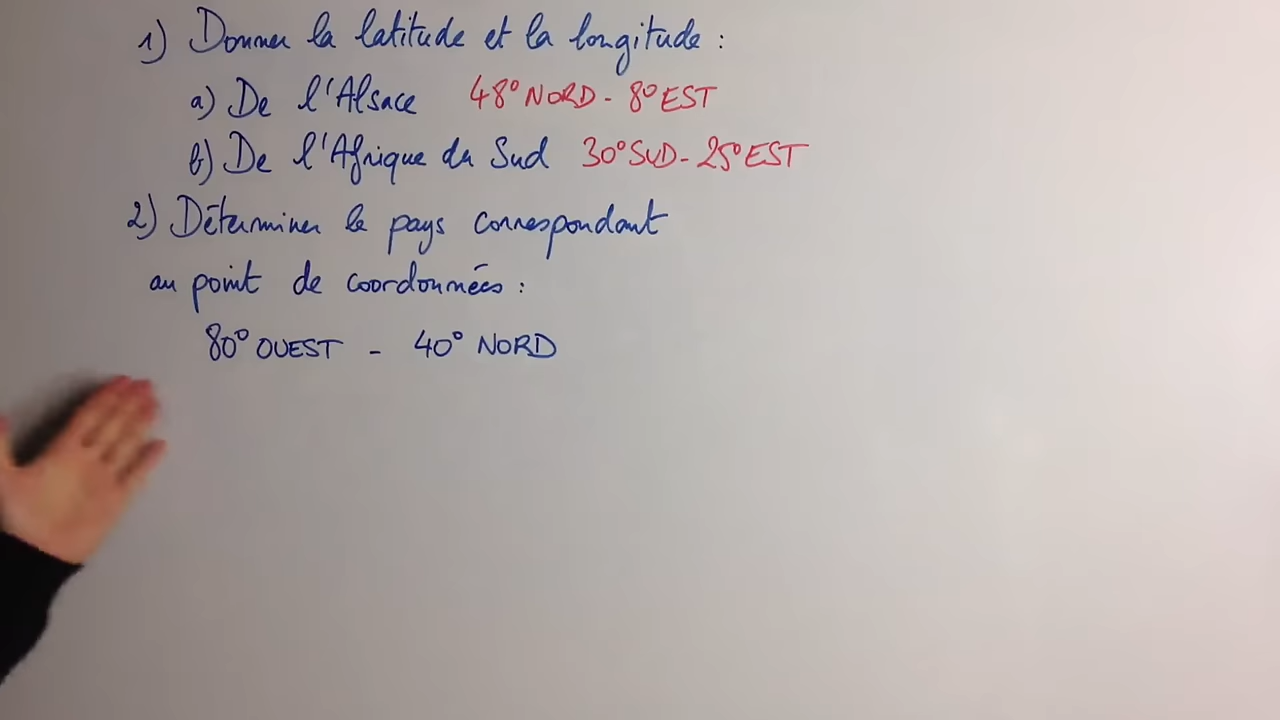 1) Donner la latitude et la longitude :
a) De l'Alsace 48° NORD - 8° EST
b) De l'Afrique du Sud 30° SUD - 25° EST
2) Déterminer le pays correspondant
au point de coordonnées :
80° OUEST - 40° NORD